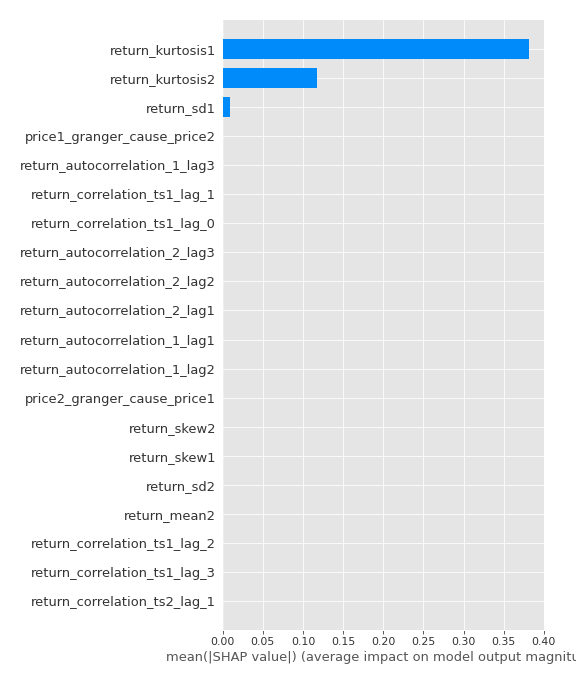 return_kurtosis1
return_kurtosis2
return_sd1
price1_granger_cause_price2
return_autocorrelation_1_lag3
return_correlation_ts1_lag_1
return_correlation_ts1_lag_0
return_autocorrelation_2_lag3
return_autocorrelation_2_lag2
return_autocorrelation_2_lag1
return_autocorrelation_1_lag1
return_autocorrelation_1_lag2
price2_granger_cause_price1
return_skew2
return_skew1
return_sd2
return_mean2
return_correlation_ts1_lag_2
return_correlation_ts1_lag_3
return_correlation_ts2_lag_1
0.00 0.05 0.10 0.15 0.20 0.25 0.30 0.35 0.40
mean(|SHAP value|) (average impact on model output magnitu